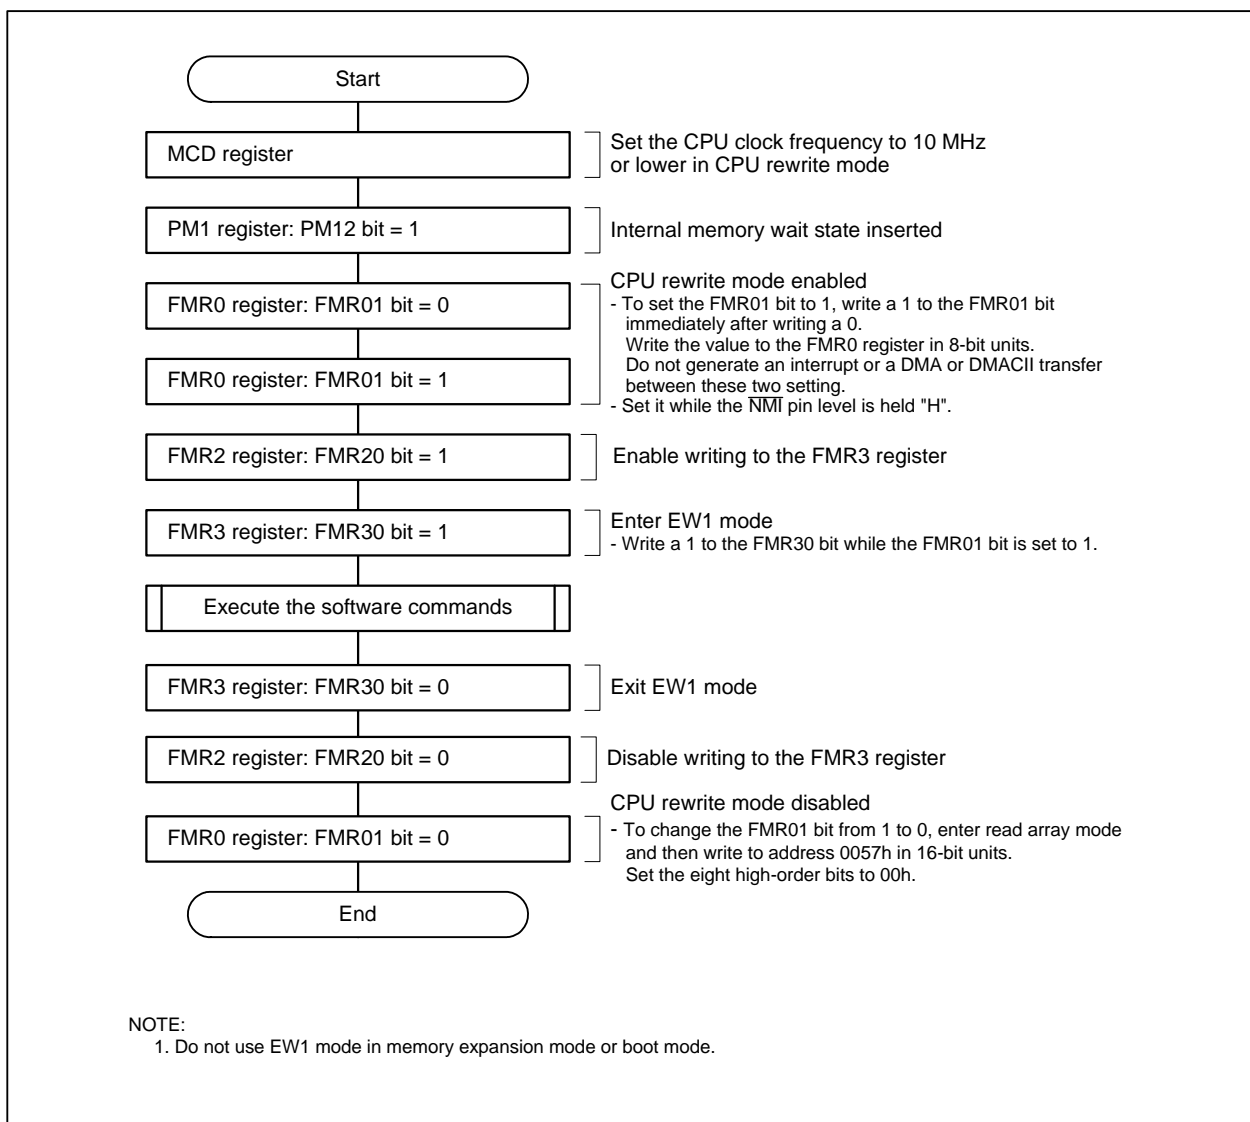 Start
MCD register
Set the CPU clock frequency to 10 MHz
or lower in CPU rewrite mode
PM1 register: PM12 bit = 1
Internal memory wait state inserted
FMR0 register: FMR01 bit = 0
FMR0 register: FMR01 bit = 1
CPU rewrite mode enabled
- To set the FMR01 bit to 1, write a 1 to the FMR01 bit
immediately after writing a 0.
Write the value to the FMR0 register in 8-bit units.
Do not generate an interrupt or a DMA or DMACII transfer
between these two setting.
- Set it while the N̅M̅I̅ pin level is held "H".
FMR2 register: FMR20 bit = 1
Enable writing to the FMR3 register
FMR3 register: FMR30 bit = 1
Enter EW1 mode
- Write a 1 to the FMR30 bit while the FMR01 bit is set to 1.
Execute the software commands
FMR3 register: FMR30 bit = 0
Exit EW1 mode
FMR2 register: FMR20 bit = 0
Disable writing to the FMR3 register
FMR0 register: FMR01 bit = 0
CPU rewrite mode disabled
- To change the FMR01 bit from 1 to 0, enter read array mode
and then write to address 0057h in 16-bit units.
Set the eight high-order bits to 00h.
End
NOTE:
1. Do not use EW1 mode in memory expansion mode or boot mode.